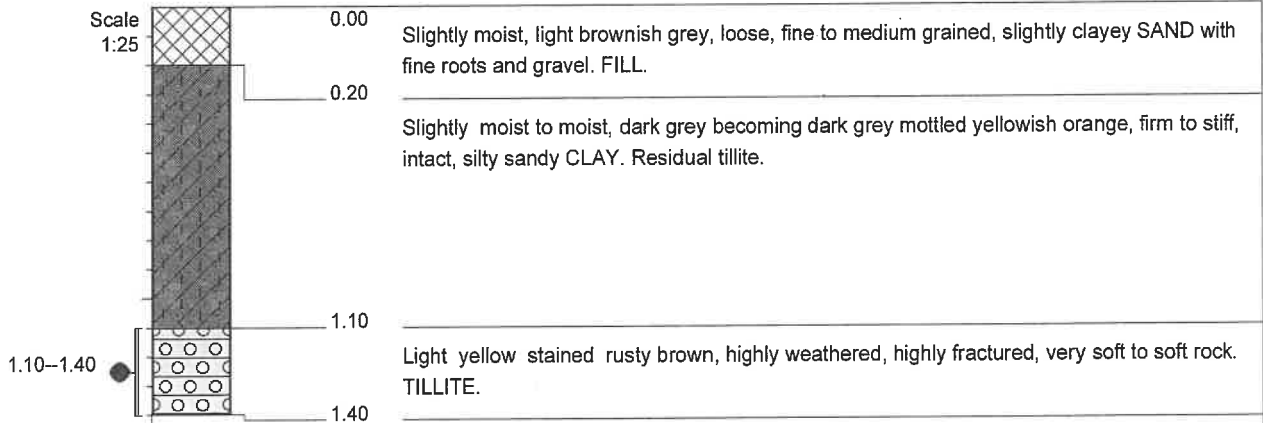 Scale
1:25
0.00
Slightly moist, light brownish grey, loose, fine to medium grained, slightly clayey SAND with
fine roots and gravel. FILL.
0.20
Slightly moist to moist, dark grey becoming dark grey mottled yellowish orange, firm to stiff,
intact, silty sandy CLAY. Residual tillite.
1.10
1.10--1.40
Light yellow stained rusty brown, highly weathered, highly fractured, very soft to soft rock.
TILLITE.
1.40